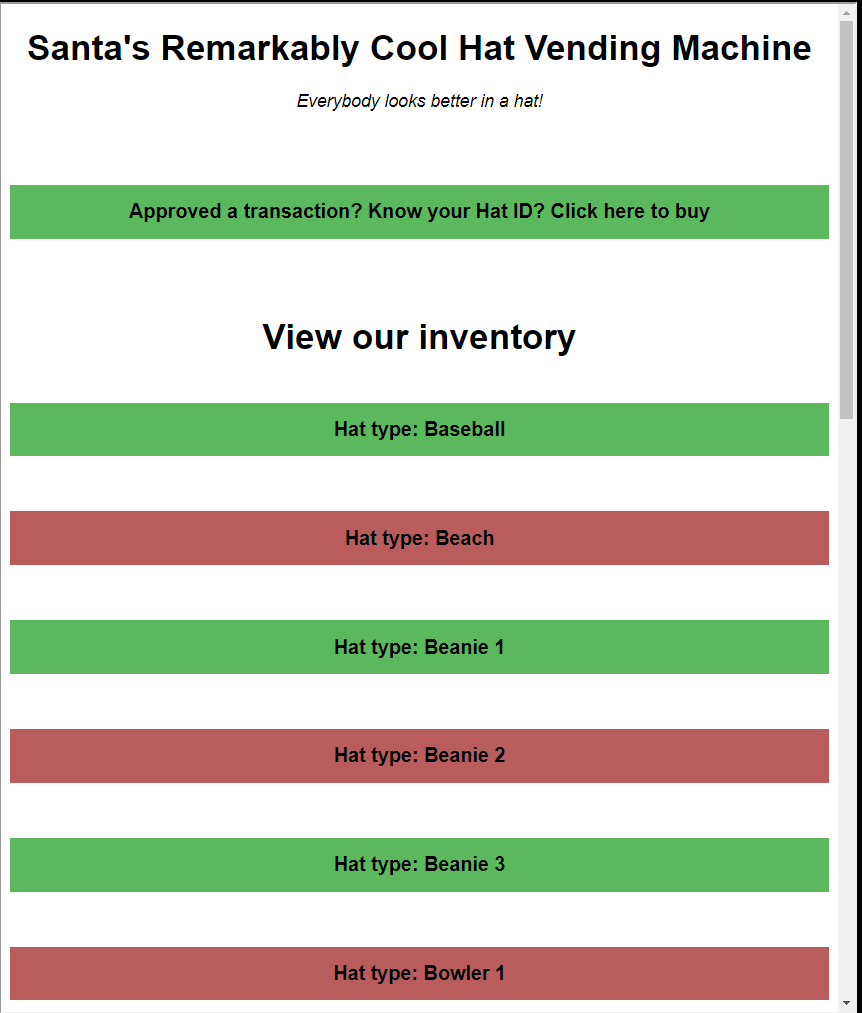 Santa's Remarkably Cool Hat Vending Machine
Everybody looks better in a hat!
Approved a transaction? Know your Hat ID? Click here to buy
View our inventory
Hat type: Baseball
Hat type: Beach
Hat type: Beanie 1
Hat type: Beanie 2
Hat type: Beanie 3
Hat type: Bowler 1